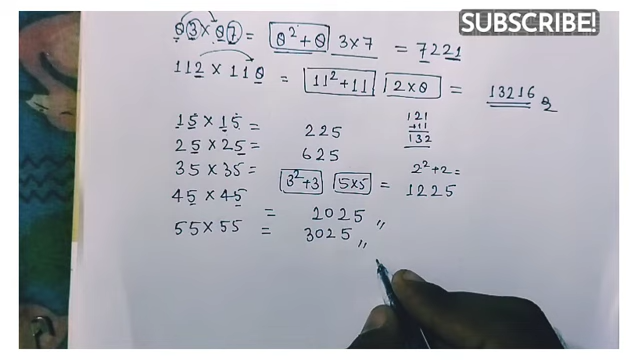 SUBSCRIBE!
83 × 87 = 8² + 8 3×7 = 7221
112 × 118 = 11² + 11 2×8 = 13216
121
+11
132
15 × 15 = 225
25 × 25 = 625
2² + 2 =
35 × 35 = 3² + 3 5×5 = 1225
45 × 45 = 2025 〃
55 × 55 = 3025 〃